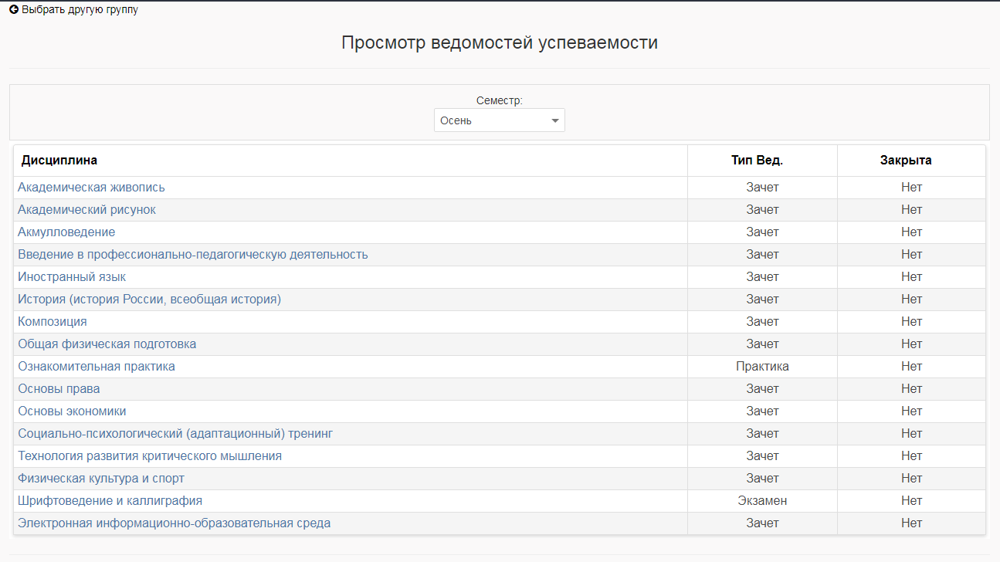 Выбрать другую группу
Просмотр ведомостей успеваемости
Семестр:
Осень
Дисциплина Тип Вед. Закрыта
Академическая живопись Зачет Нет
Академический рисунок Зачет Нет
Акмулловедение Зачет Нет
Введение в профессионально-педагогическую деятельность Зачет Нет
Иностранный язык Зачет Нет
История (история России, всеобщая история) Зачет Нет
Композиция Зачет Нет
Общая физическая подготовка Зачет Нет
Ознакомительная практика Практика Нет
Основы права Зачет Нет
Основы экономики Зачет Нет
Социально-психологический (адаптационный) тренинг Зачет Нет
Технология развития критического мышления Зачет Нет
Физическая культура и спорт Зачет Нет
Шрифтоведение и каллиграфия Экзамен Нет
Электронная информационно-образовательная среда Зачет Нет